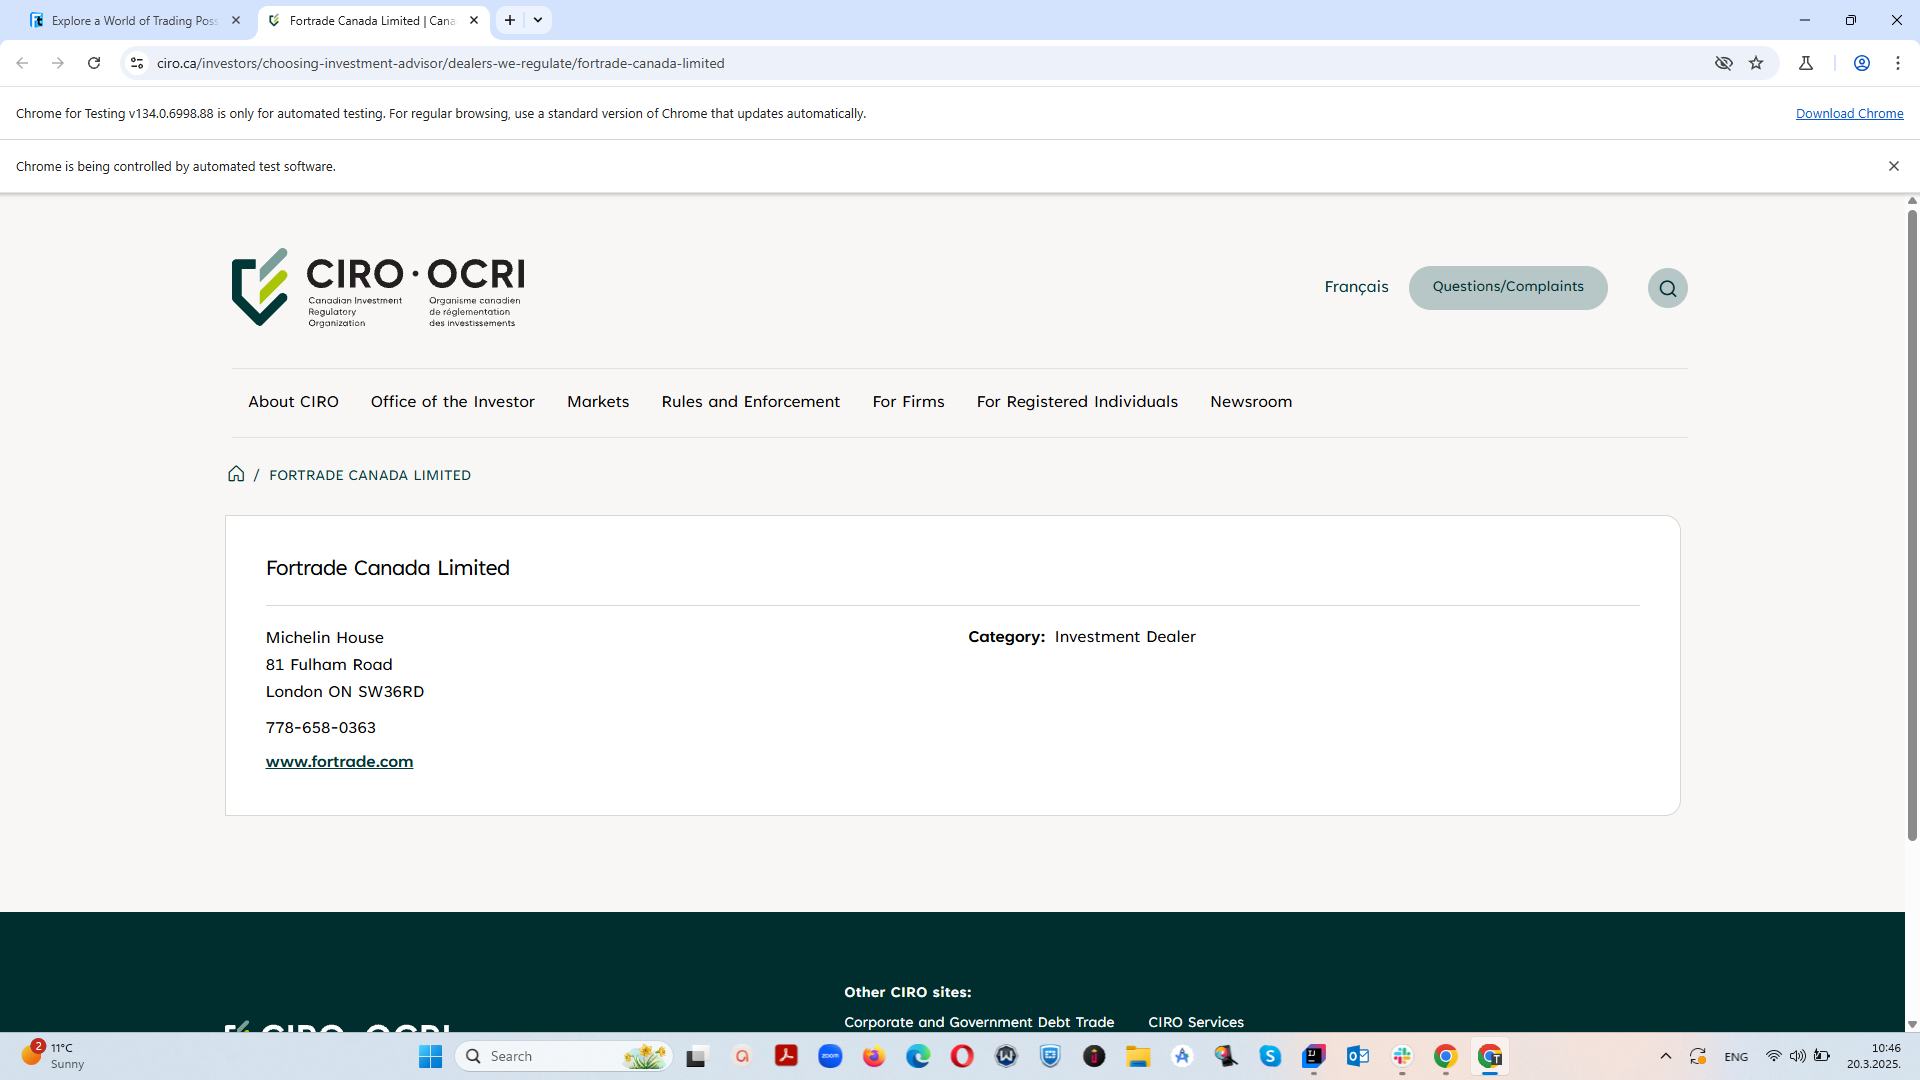 Explore a World of Trading Poss
Fortrade Canada Limited | Cana
ciro.ca/investors/choosing-investment-advisor/dealers-we-regulate/fortrade-canada-limited
Chrome for Testing v134.0.6998.88 is only for automated testing. For regular browsing, use a standard version of Chrome that updates automatically.
Download Chrome
Chrome is being controlled by automated test software.
CIRO · OCRI
Canadian Investment
Regulatory
Organization
Organisme canadien
de réglementation
des investissements
Français
Questions/Complaints
About CIRO
Office of the Investor
Markets
Rules and Enforcement
For Firms
For Registered Individuals
Newsroom
/ FORTRADE CANADA LIMITED
Fortrade Canada Limited
Michelin House
81 Fulham Road
London ON SW36RD
778-658-0363
www.fortrade.com
Category: Investment Dealer
Other CIRO sites:
Corporate and Government Debt Trade
CIRO Services
CIRO · OCRI
2
11°C
Sunny
Search
zoom
ENG
10:46
20.3.2025.